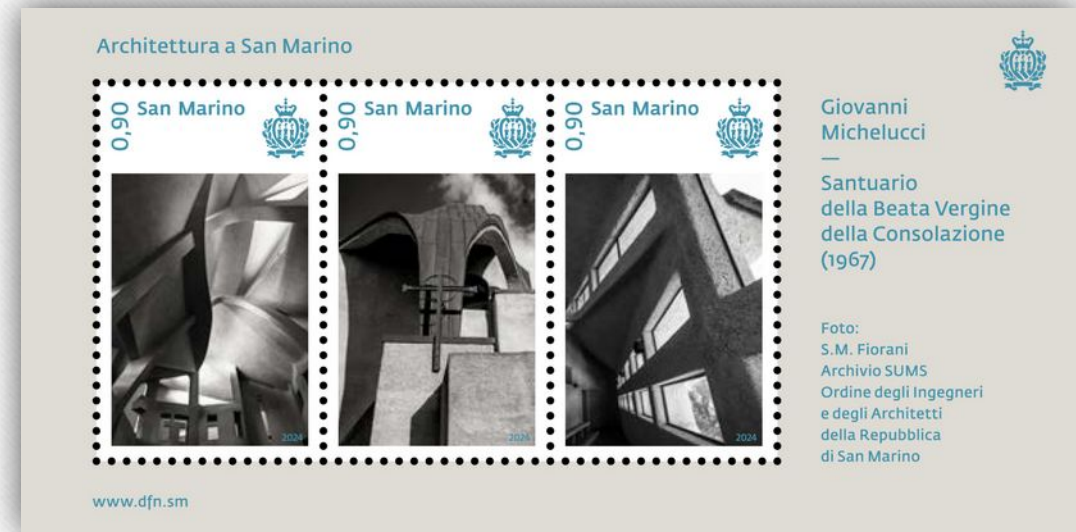 Architettura a San Marino
0,90 San Marino
0,90 San Marino
0,90 San Marino
2024
2024
2024
Giovanni
Michelucci
—
Santuario
della Beata Vergine
della Consolazione
(1967)
Foto:
S.M. Fiorani
Archivio SUMS
Ordine degli Ingegneri
e degli Architetti
della Repubblica
di San Marino
www.dfn.sm